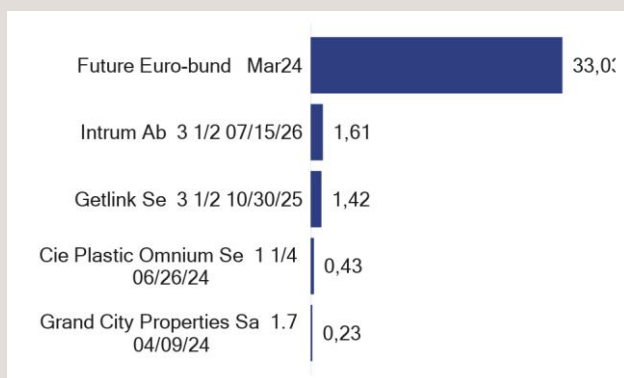 Future Euro-bund Mar24 33,03
Intrum Ab 3 1/2 07/15/26 1,61
Getlink Se 3 1/2 10/30/25 1,42
Cie Plastic Omnium Se 1 1/4
06/26/24 0,43
Grand City Properties Sa 1.7
04/09/24 0,23